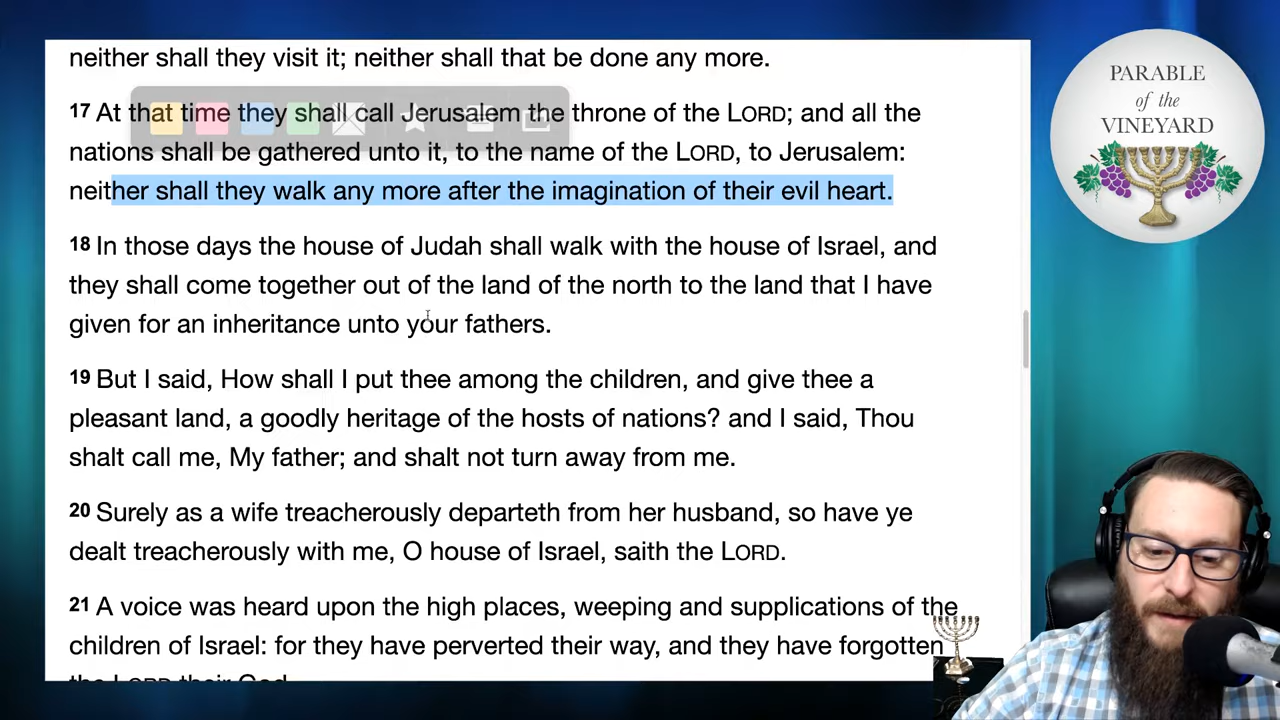 neither shall they visit it; neither shall that be done any more.
17 At that time they shall call Jerusalem the throne of the LORD; and all the
nations shall be gathered unto it, to the name of the LORD, to Jerusalem:
neither shall they walk any more after the imagination of their evil heart.
18 In those days the house of Judah shall walk with the house of Israel, and
they shall come together out of the land of the north to the land that I have
given for an inheritance unto your fathers.
19 But I said, How shall I put thee among the children, and give thee a
pleasant land, a goodly heritage of the hosts of nations? and I said, Thou
shalt call me, My father; and shalt not turn away from me.
20 Surely as a wife treacherously departeth from her husband, so have ye
dealt treacherously with me, O house of Israel, saith the LORD.
21 A voice was heard upon the high places, weeping and supplications of the
children of Israel: for they have perverted their way, and they have forgotten
the LORD their God.
PARABLE
of the
VINEYARD